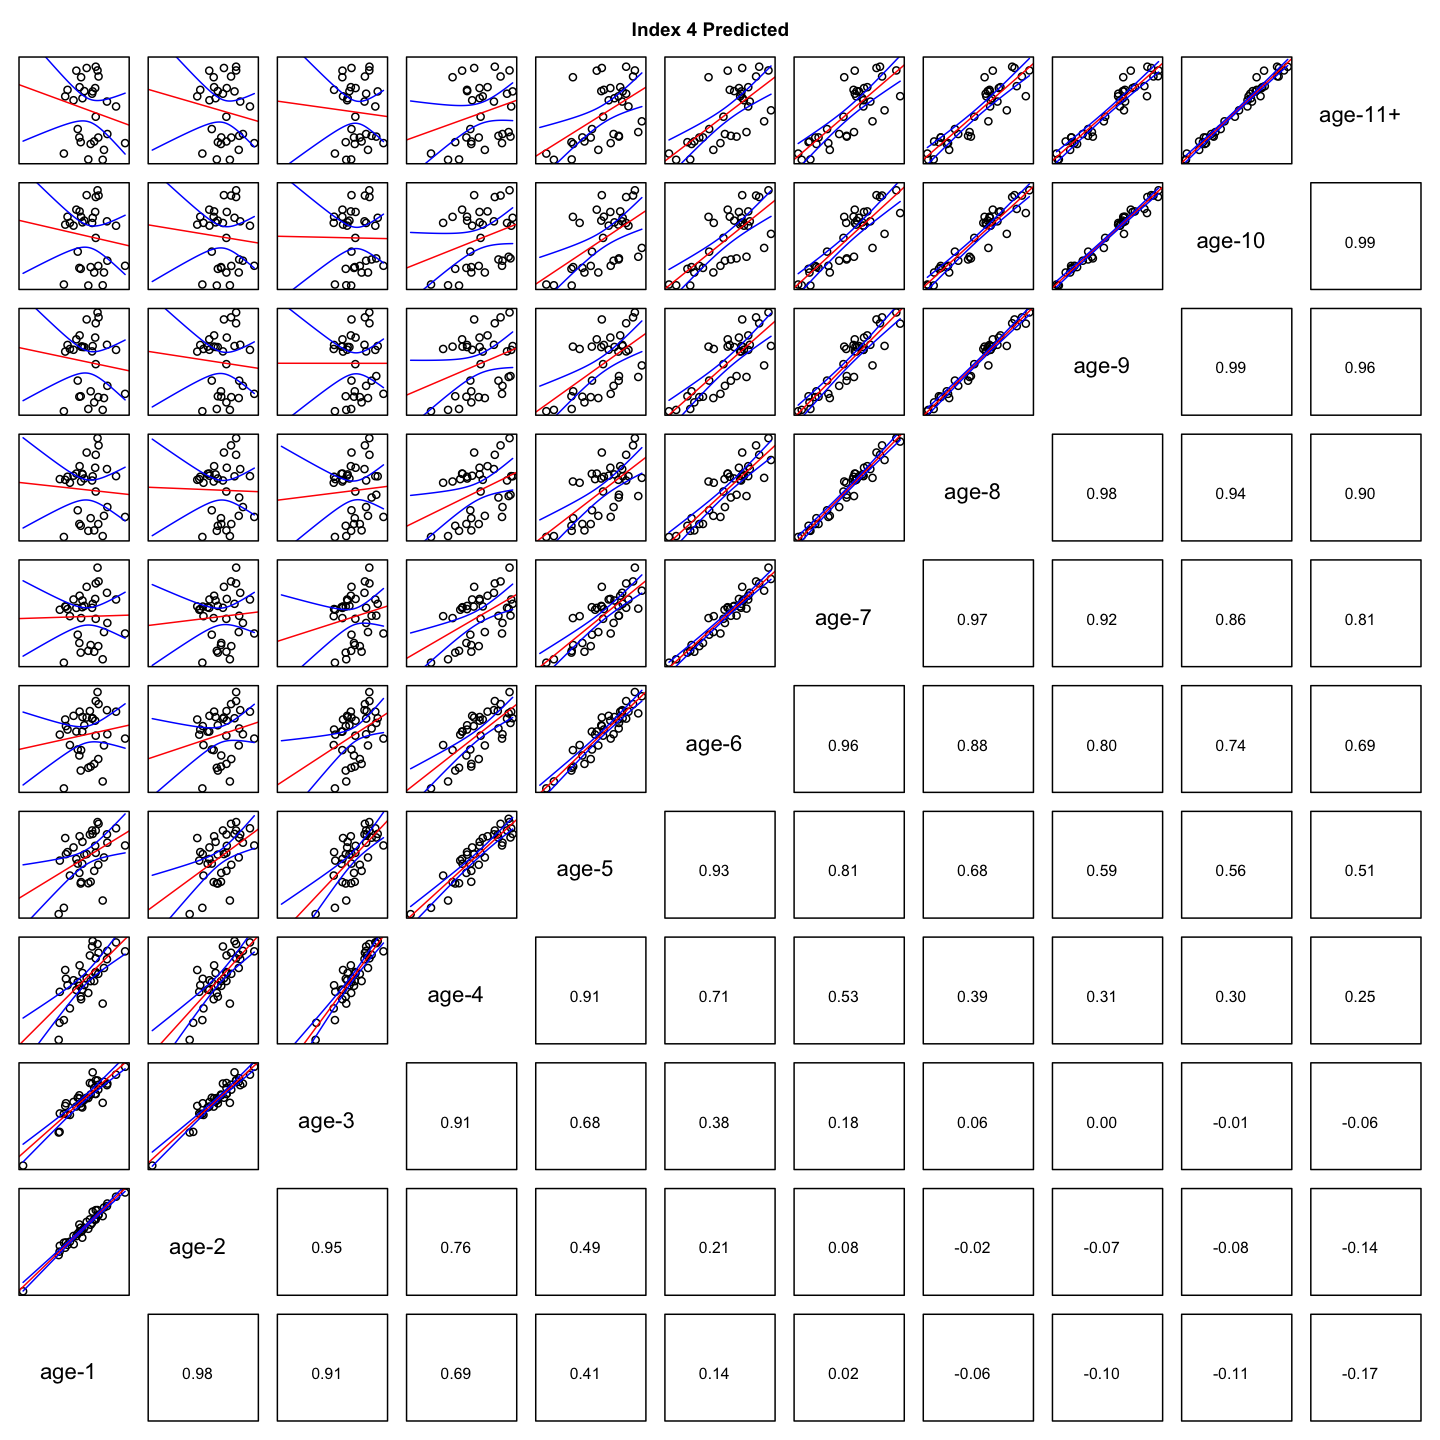 Index 4 Predicted
age-11+
age-10 0.99
age-9 0.99 0.96
age-8 0.98 0.94 0.90
age-7 0.97 0.92 0.86 0.81
age-6 0.96 0.88 0.80 0.74 0.69
age-5 0.93 0.81 0.68 0.59 0.56 0.51
age-4 0.91 0.71 0.53 0.39 0.31 0.30 0.25
age-3 0.91 0.68 0.38 0.18 0.06 0.00 -0.01 -0.06
age-2 0.95 0.76 0.49 0.21 0.08 -0.02 -0.07 -0.08 -0.14
age-1 0.98 0.91 0.69 0.41 0.14 0.02 -0.06 -0.10 -0.11 -0.17